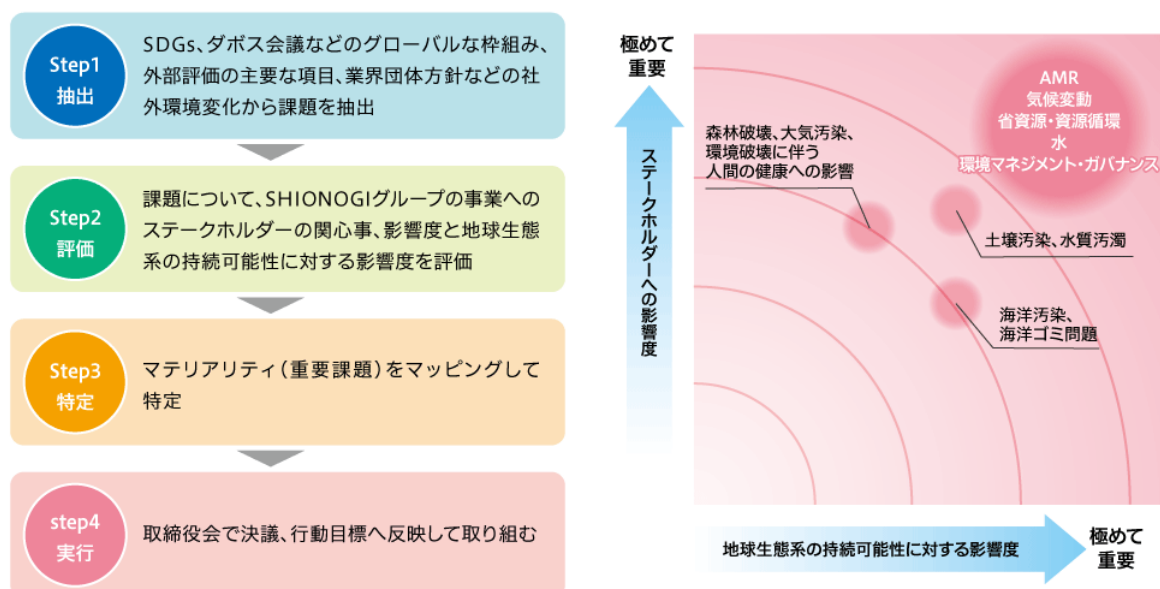 Step1
抽出
SDGs、ダボス会議などのグローバルな枠組み、
外部評価の主要な項目、業界団体方針などの社
外環境変化から課題を抽出
Step2
評価
課題について、SHIONOGIグループの事業への
ステークホルダーの関心事、影響度と地球生態
系の持続可能性に対する影響度を評価
Step3
特定
マテリアリティ（重要課題）をマッピングして
特定
step4
実行
取締役会で決議、行動目標へ反映して取り組む
極めて
重要
ステークホルダーへの影響度
AMR
気候変動
省資源・資源循環
水
環境マネジメント・ガバナンス
森林破壊、大気汚染、
環境破壊に伴う
人間の健康への影響
土壌汚染、水質汚濁
海洋汚染、
海洋ゴミ問題
地球生態系の持続可能性に対する影響度
極めて
重要